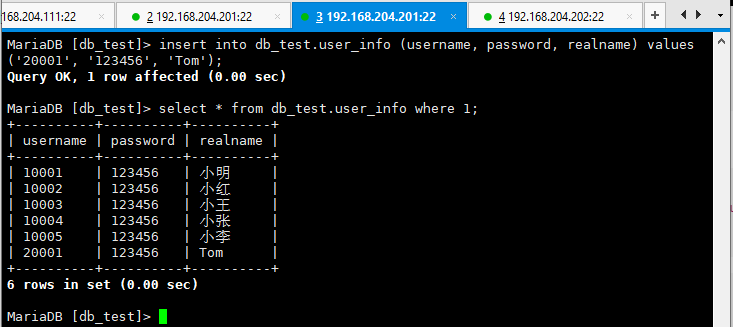 168.204.111:22 × 2 192.168.204.201:22 × 3 192.168.204.201:22 × 4 192.168.204.202:22 × +
MariaDB [db_test]> insert into db_test.user_info (username, password, realname) values
('20001', '123456', 'Tom');
Query OK, 1 row affected (0.00 sec)
MariaDB [db_test]> select * from db_test.user_info where 1;
+----------+----------+----------+
| username | password | realname |
+----------+----------+----------+
| 10001 | 123456 | 小明 |
| 10002 | 123456 | 小红 |
| 10003 | 123456 | 小王 |
| 10004 | 123456 | 小张 |
| 10005 | 123456 | 小李 |
| 20001 | 123456 | Tom |
+----------+----------+----------+
6 rows in set (0.00 sec)
MariaDB [db_test]>